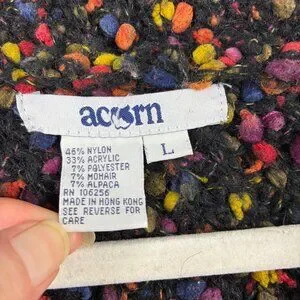 acorn
L
46% NYLON
33% ACRYLIC
7% POLYESTER
7% MOHAIR
7% ALPACA
RN 106256
MADE IN HONG KONG
SEE REVERSE FOR
CARE